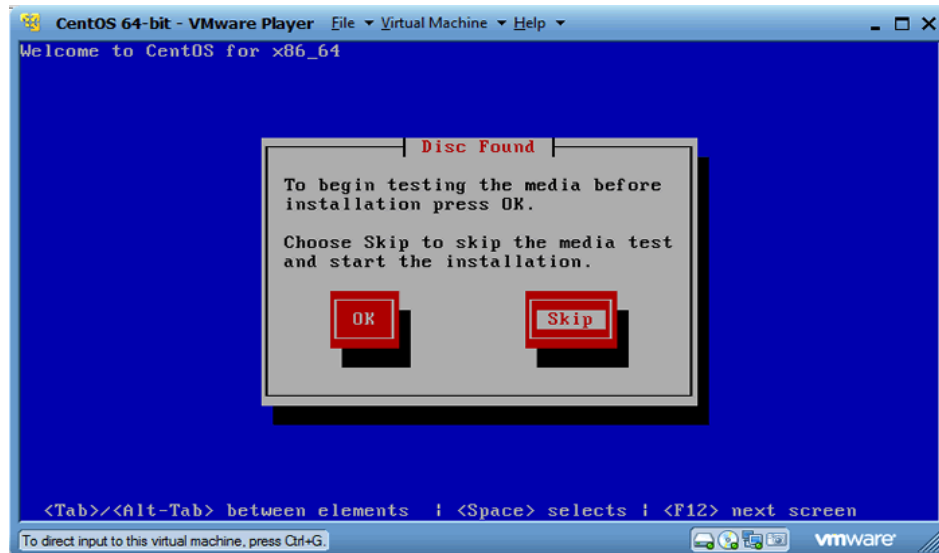 CentOS 64-bit - VMware Player File Virtual Machine Help
Welcome to CentOS for x86_64
Disc Found
To begin testing the media before
installation press OK.
Choose Skip to skip the media test
and start the installation.
OK Skip
<Tab>/<Alt-Tab> between elements | <Space> selects | <F12> next screen
To direct input to this virtual machine, press Ctrl+G.
vmware